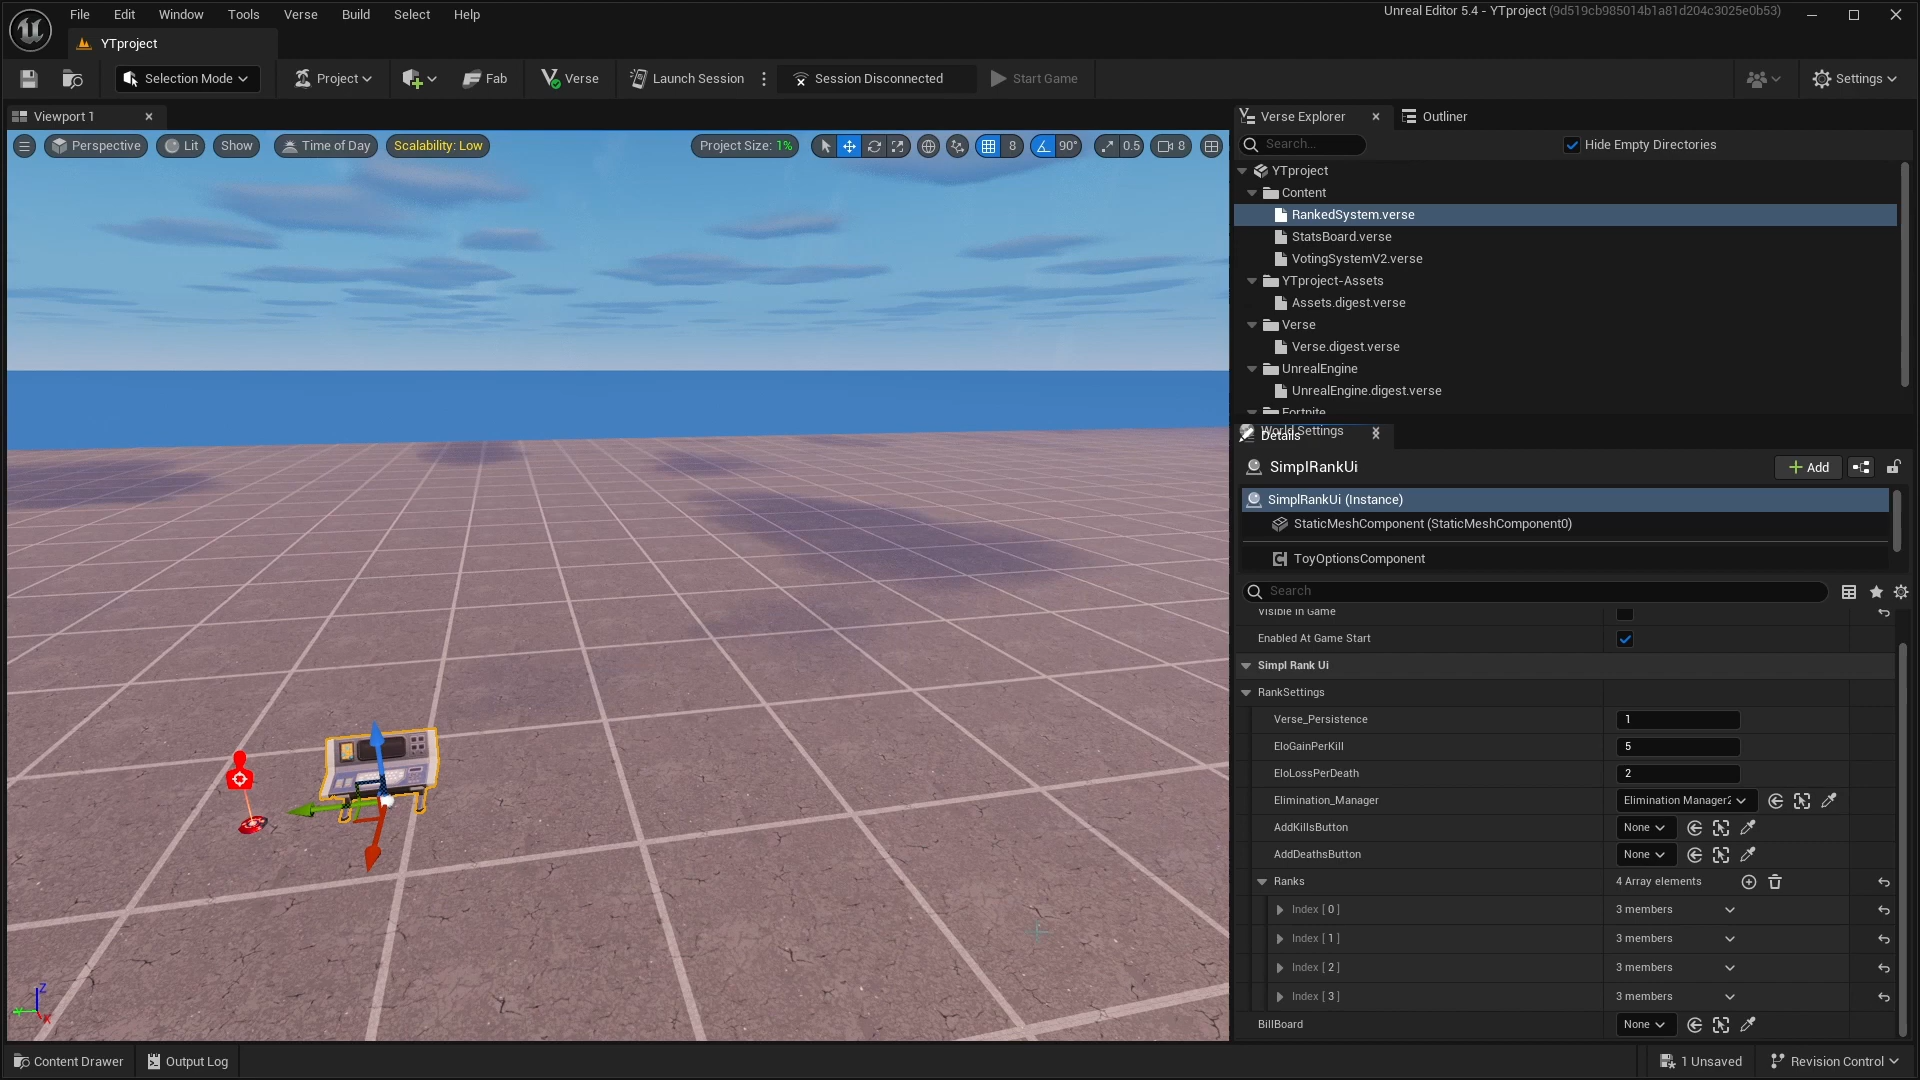 File Edit Window Tools Verse Build Select Help
Unreal Editor 5.4 - YTproject (9d519cb985014b1a81d204c3025e0b53)
YTproject
Selection Mode Project Fab Verse Launch Session Session Disconnected Start Game Settings
Viewport 1
Perspective Lit Show Time of Day Scalability: Low Project Size: 1% 8 90° 0.5 8
Verse Explorer Outliner
Search... Hide Empty Directories
YTproject
Content
RankedSystem.verse
StatsBoard.verse
VotingSystemV2.verse
YTproject-Assets
Assets.digest.verse
Verse
Verse.digest.verse
UnrealEngine
UnrealEngine.digest.verse
Fortnite
World Settings
Details
SimplRankUi Add
SimplRankUi (Instance)
StaticMeshComponent (StaticMeshComponent0)
ToyOptionsComponent
Search
Visible In Game
Enabled At Game Start
Simpl Rank Ui
RankSettings
Verse_Persistence 1
EloGainPerKill 5
EloLossPerDeath 2
Elimination_Manager Elimination Manager2
AddKillsButton None
AddDeathsButton None
Ranks 4 Array elements
Index [ 0 ] 3 members
Index [ 1 ] 3 members
Index [ 2 ] 3 members
Index [ 3 ] 3 members
BillBoard None
Z
Y
X
Content Drawer Output Log 1 Unsaved Revision Control